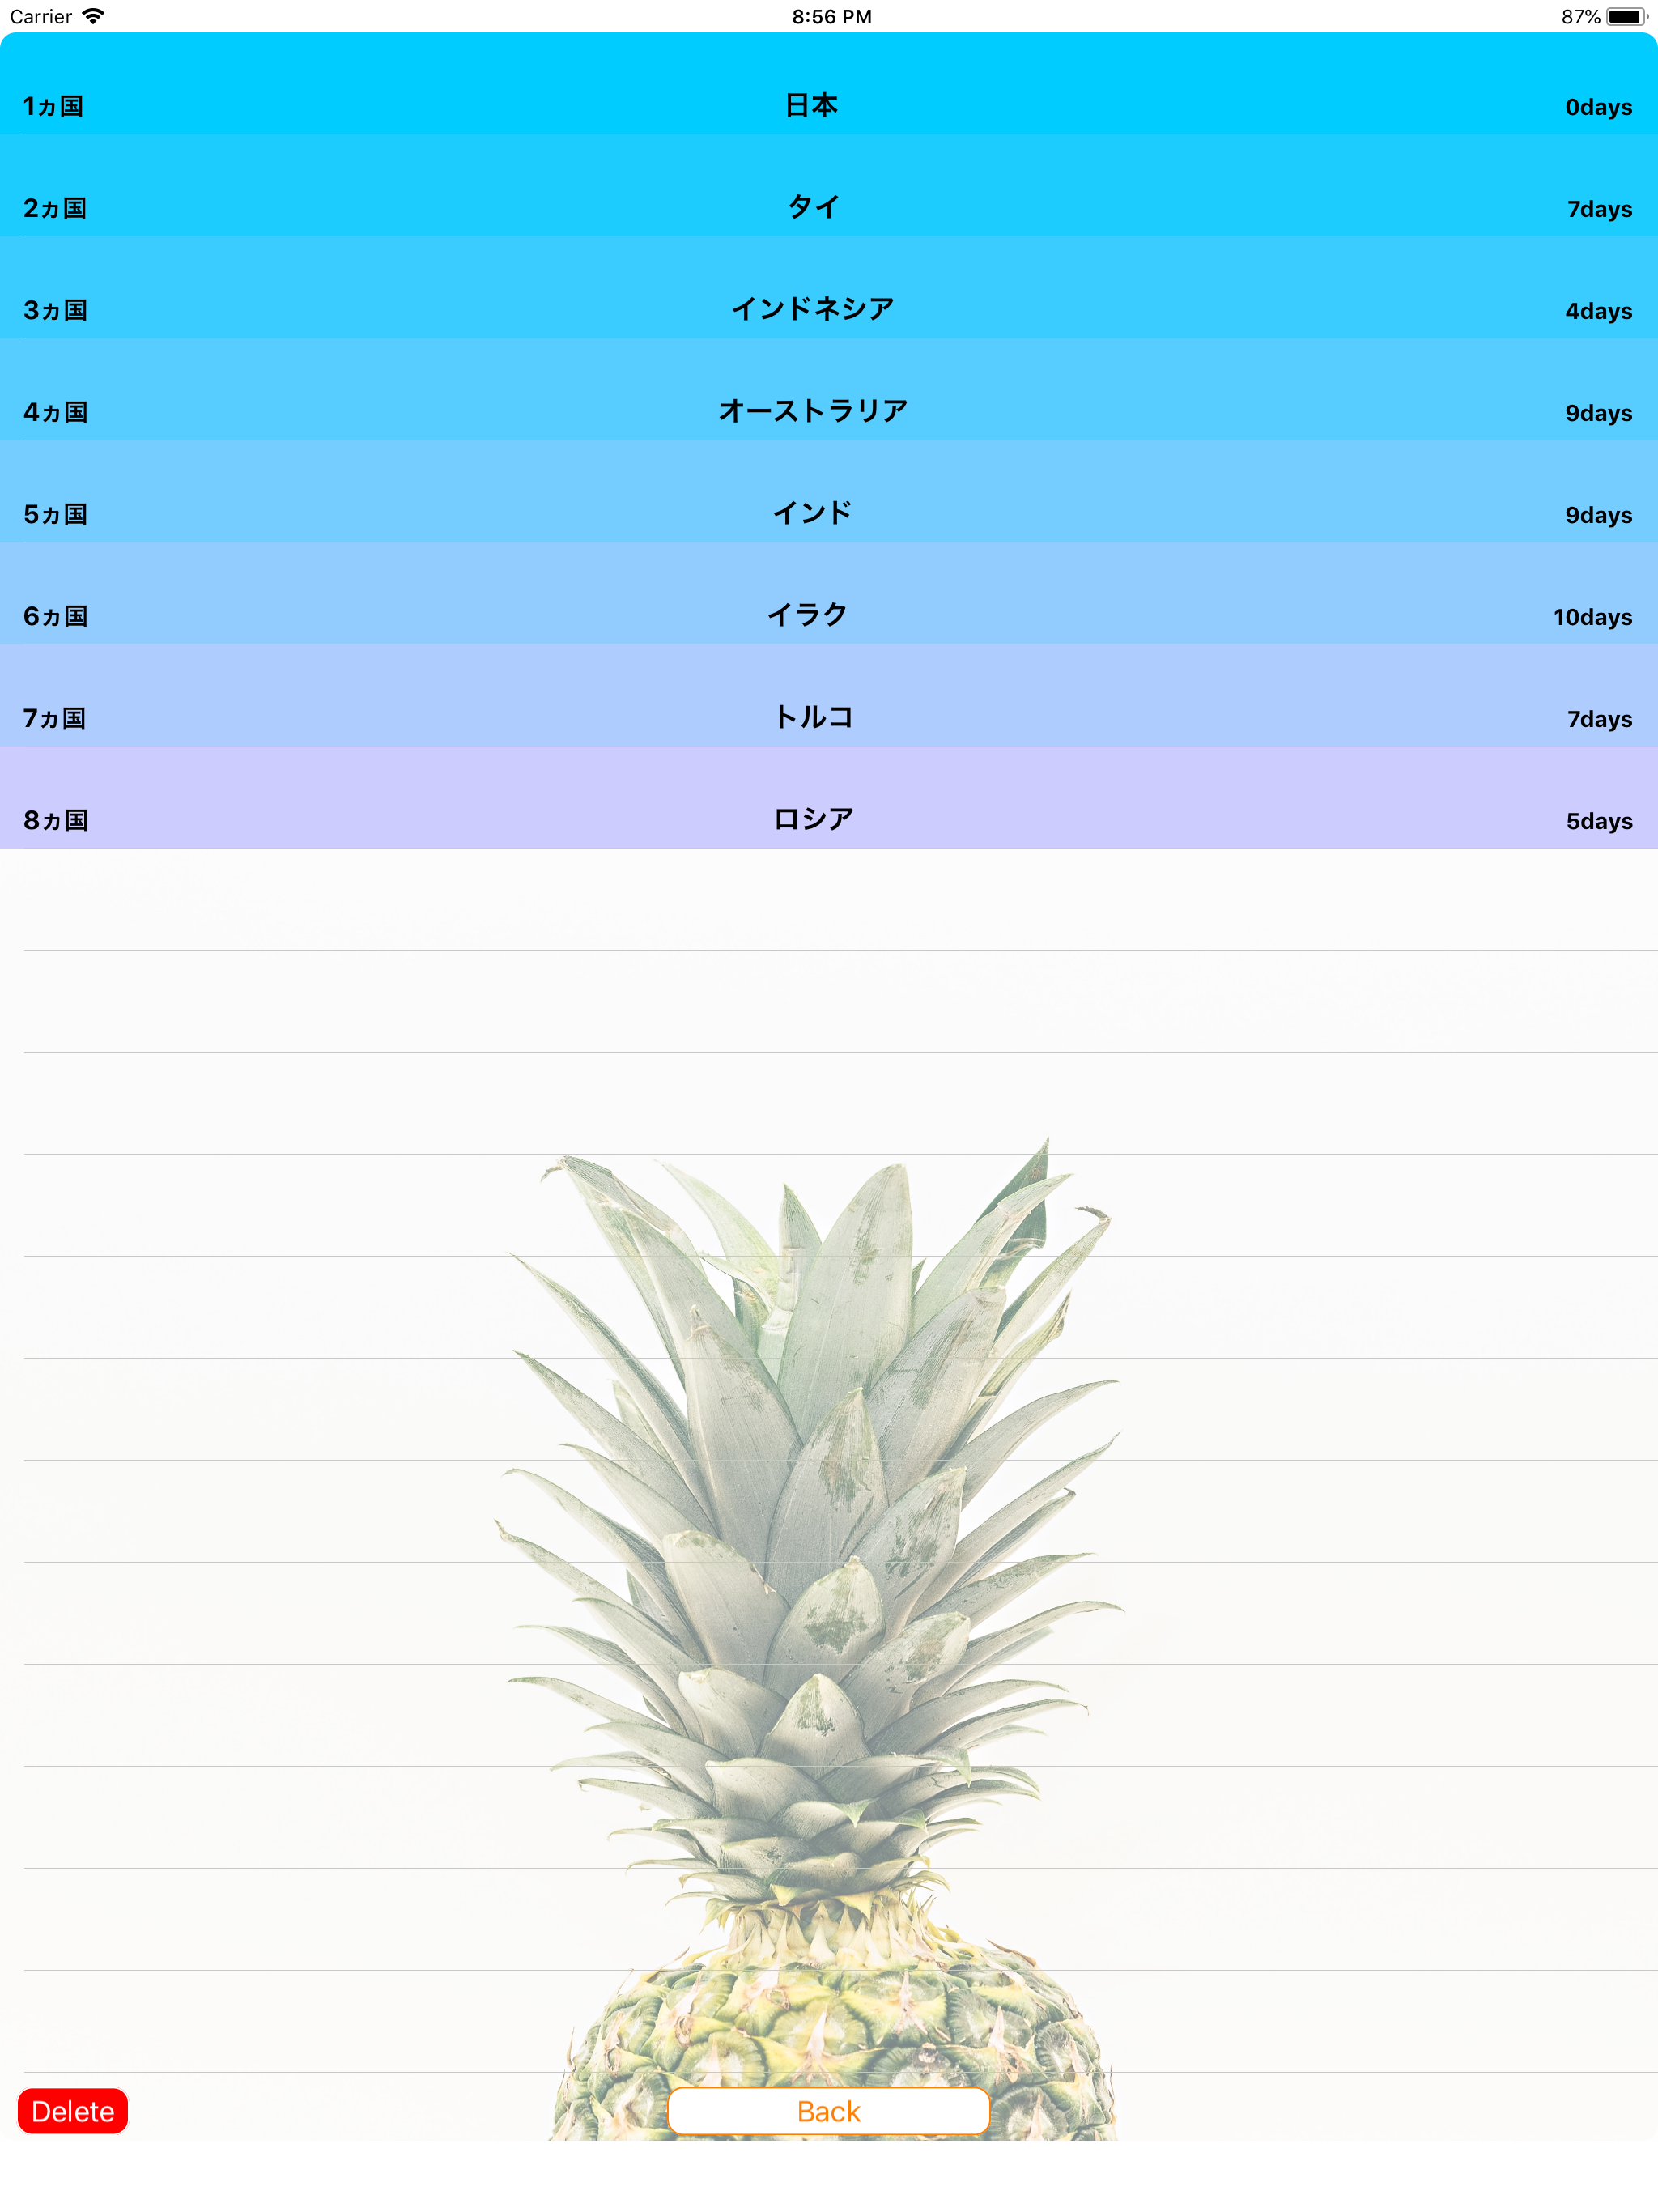 Carrier 8:56 PM 87%
1ヵ国 日本 0days
2ヵ国 タイ 7days
3ヵ国 インドネシア 4days
4ヵ国 オーストラリア 9days
5ヵ国 インド 9days
6ヵ国 イラク 10days
7ヵ国 トルコ 7days
8ヵ国 ロシア 5days
Delete Back